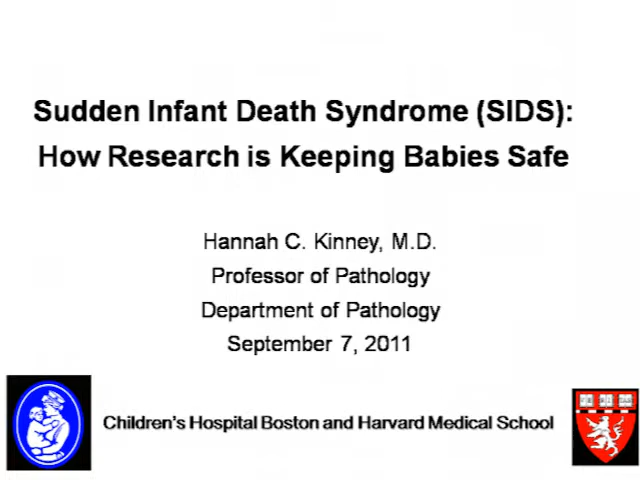 Sudden Infant Death Syndrome (SIDS):
How Research is Keeping Babies Safe
Hannah C. Kinney, M.D.
Professor of Pathology
Department of Pathology
September 7, 2011
Children's Hospital Boston and Harvard Medical School